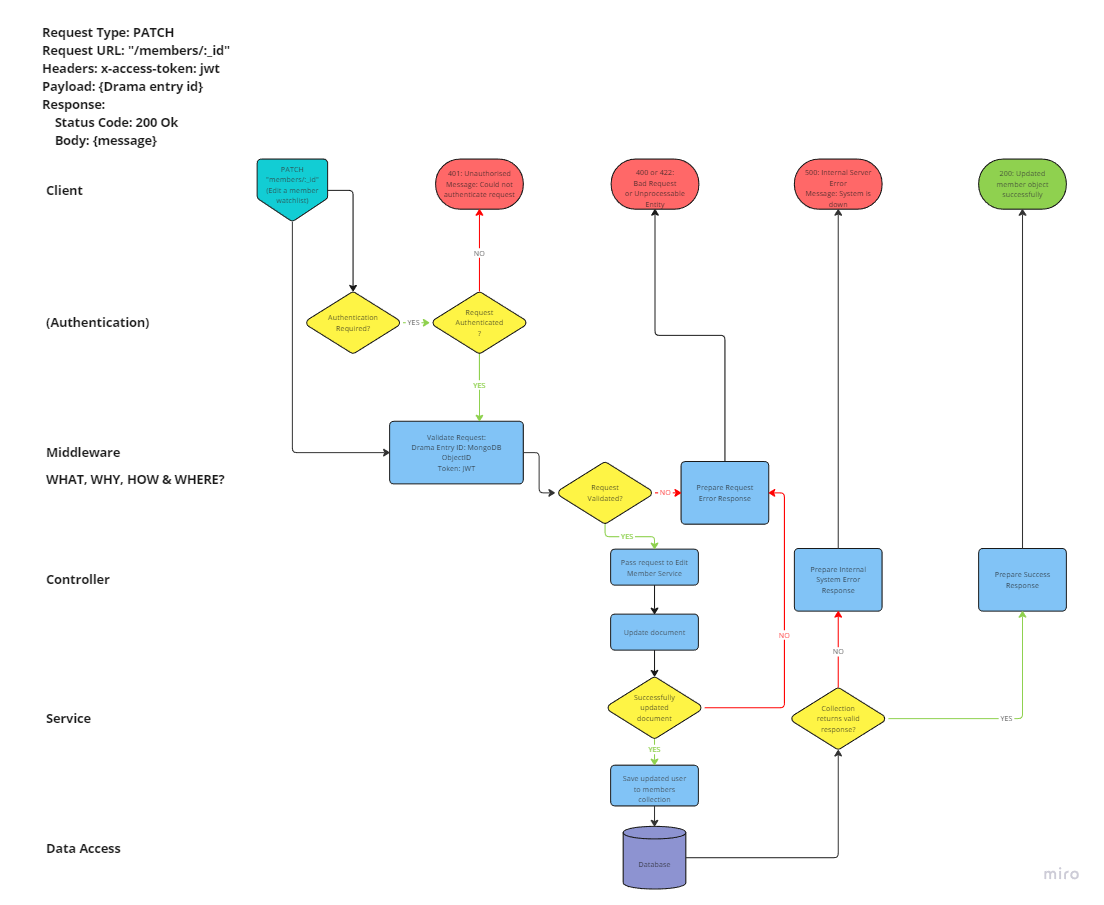 Request Type: PATCH
Request URL: "/members/:_id"
Headers: x-access-token: jwt
Payload: {Drama entry id}
Response:
Status Code: 200 Ok
Body: {message}
Client
PATCH
"members/:_id"
(Edit a member
watchlist)
401: Unauthorised
Message: Could not
authenticate request
400 or 422:
Bad Request
or Unprocessable
Entity
500: Internal Server
Error
Message: System is
down
200: Updated
member object
successfully
NO
(Authentication)
Authentication
Required?
YES
Request
Authenticated
?
YES
Middleware
WHAT, WHY, HOW & WHERE?
Validate Request:
Drama Entry ID: MongoDB
ObjectID
Token: JWT
Request
Validated?
NO
Prepare Request
Error Response
YES
Controller
Pass request to Edit
Member Service
Prepare Internal
System Error
Response
Prepare Success
Response
Update document
NO
NO
Service
Successfully
updated
document
Collection
returns valid
response?
YES
YES
Save updated user
to members
collection
Data Access
Database
miro